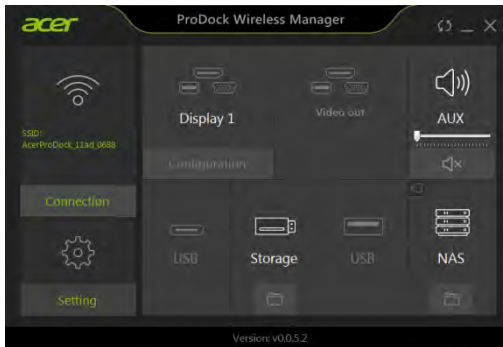 acer
ProDock Wireless Manager
SSID:
AcerProDock_11ad_0688
Connection
Setting
Display 1
Configuration
Video out
AUX
USB
Storage
USB
NAS
Version: v0.0.5.2